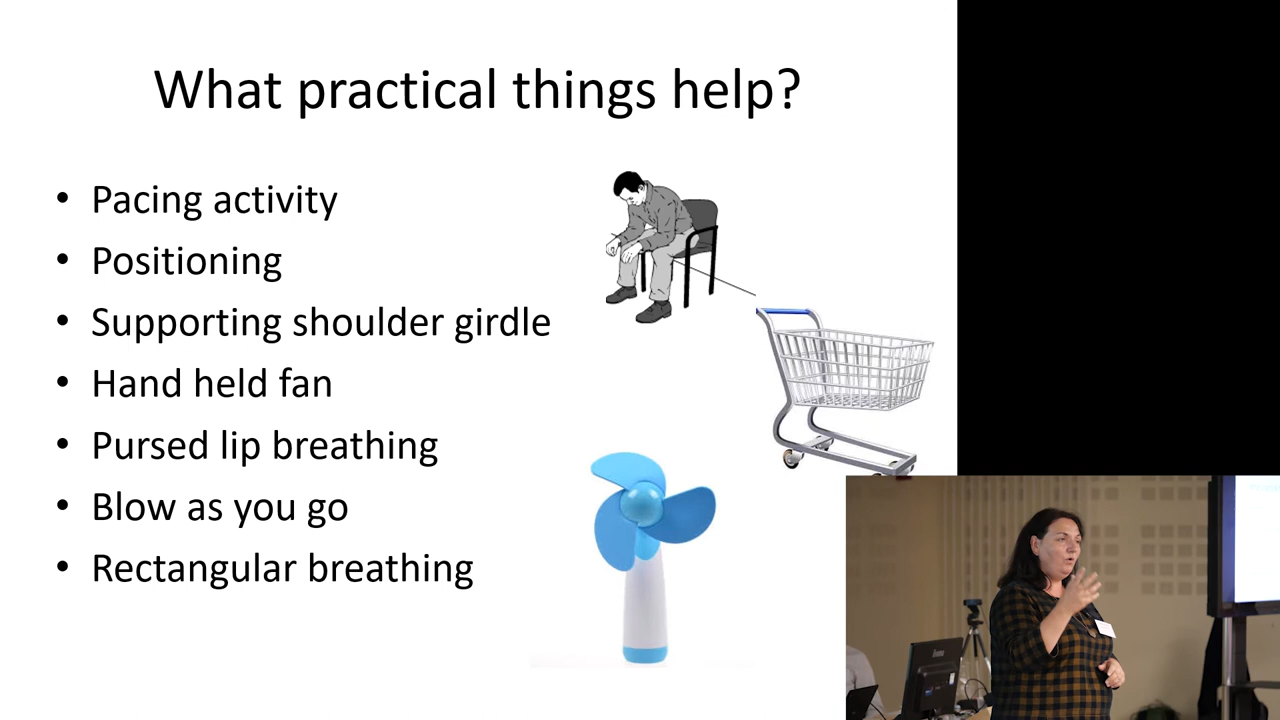 What practical things help?
• Pacing activity
• Positioning
• Supporting shoulder girdle
• Hand held fan
• Pursed lip breathing
• Blow as you go
• Rectangular breathing